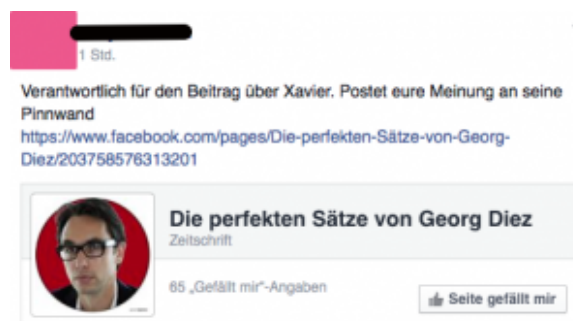 1 Std.
Verantwortlich für den Beitrag über Xavier. Postet eure Meinung an seine
Pinnwand
https://www.facebook.com/pages/Die-perfekten-Sätze-von-Georg-
Diez/203758576313201
Die perfekten Sätze von Georg Diez
Zeitschrift
65 „Gefällt mir"-Angaben
Seite gefällt mir